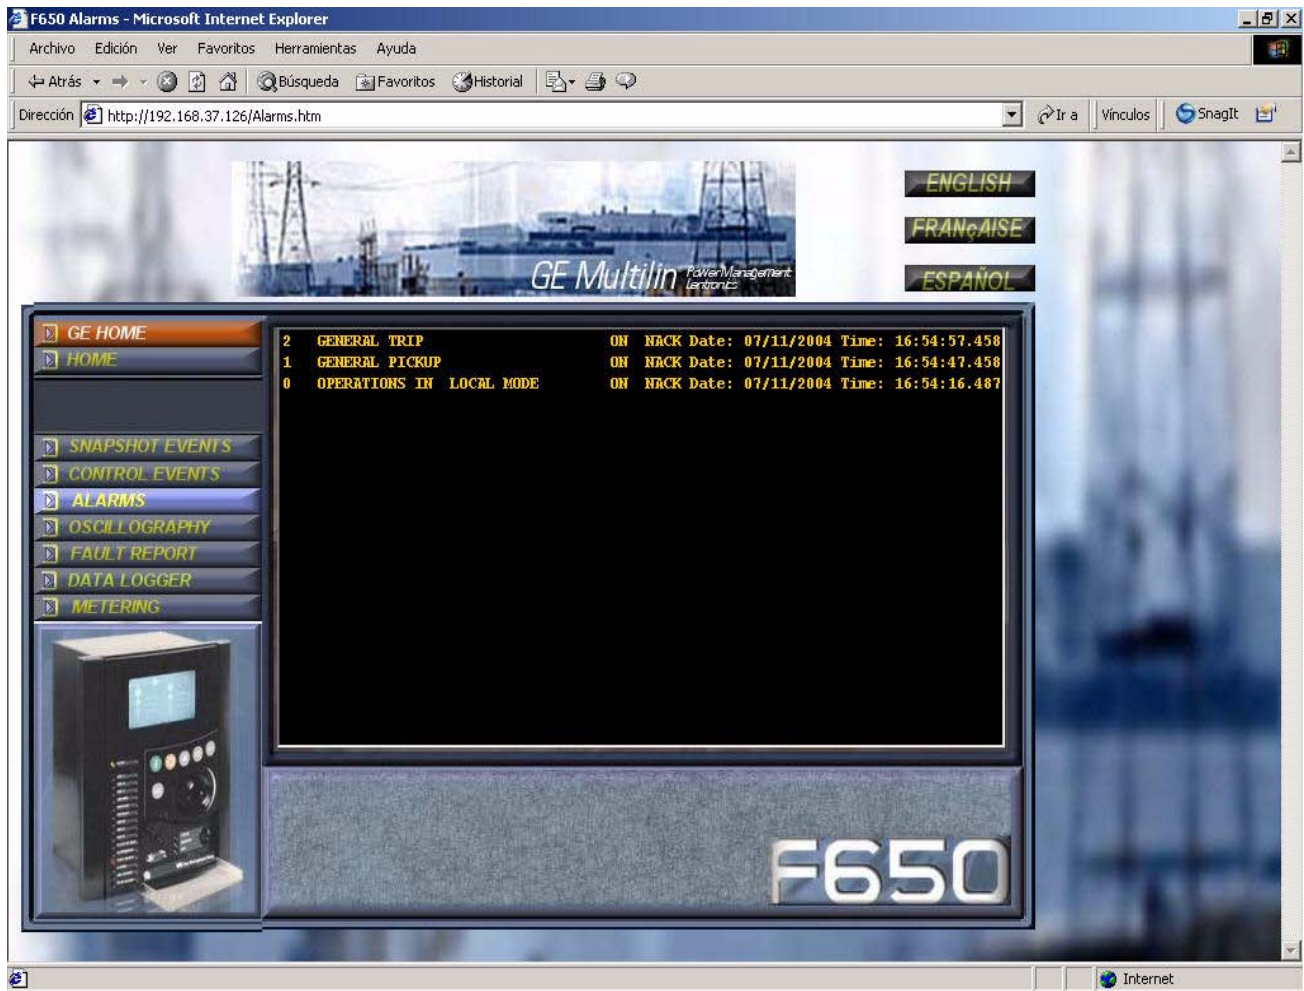 F650 Alarms - Microsoft Internet Explorer
Archivo Edición Ver Favoritos Herramientas Ayuda
Atrás Búsqueda Favoritos Historial
Dirección http://192.168.37.126/Alarms.htm Ir a Vínculos SnagIt
ENGLISH
FRANçAISE
GE Multilin PowerManagement
Lentronics
ESPAÑOL
GE HOME
HOME
2 GENERAL TRIP ON NACK Date: 07/11/2004 Time: 16:54:57.458
1 GENERAL PICKUP ON NACK Date: 07/11/2004 Time: 16:54:47.458
0 OPERATIONS IN LOCAL MODE ON NACK Date: 07/11/2004 Time: 16:54:16.487
SNAPSHOT EVENTS
CONTROL EVENTS
ALARMS
OSCILLOGRAPHY
FAULT REPORT
DATA LOGGER
METERING
F650
Internet